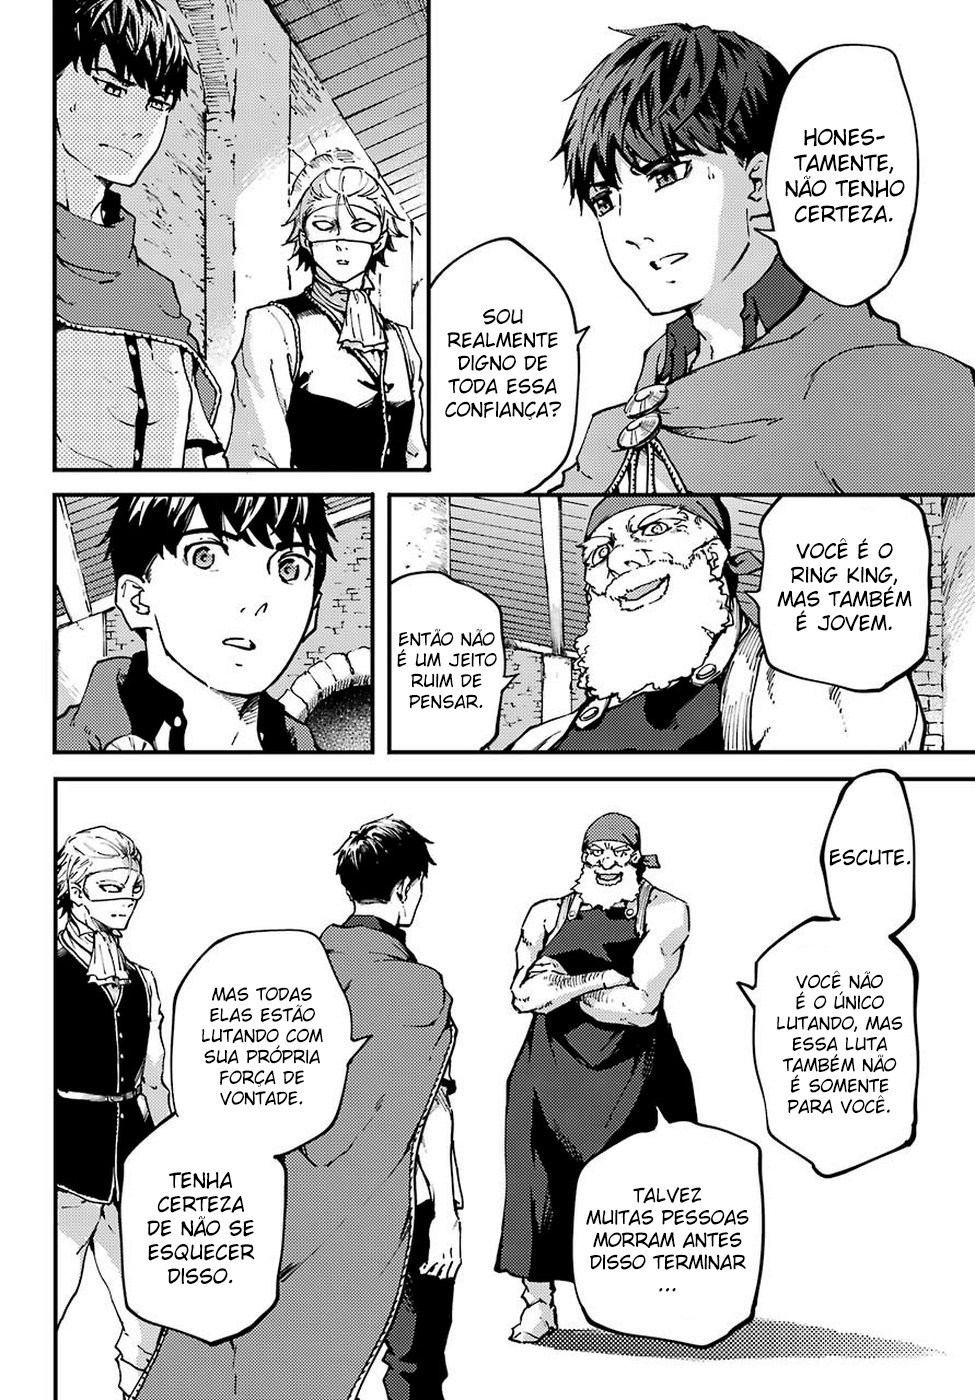 HONES-
TAMENTE,
NÃO TENHO
CERTEZA.
SOU
REALMENTE
DIGNO DE
TODA ESSA
CONFIANÇA?
VOCÊ É O
RING KING,
MAS TAMBÉM
É JOVEM.
ENTÃO NÃO
É UM JEITO
RUIM DE
PENSAR.
ESCUTE.
VOCÊ NÃO
É O ÚNICO
LUTANDO, MAS
ESSA LUTA
TAMBÉM NÃO
É SOMENTE
PARA VOCÊ.
TALVEZ
MUITAS PESSOAS
MORRAM ANTES
DISSO TERMINAR
...
MAS TODAS
ELAS ESTÃO
LUTANDO COM
SUA PRÓPRIA
FORÇA DE
VONTADE.
TENHA
CERTEZA
DE NÃO SE
ESQUECER
DISSO.